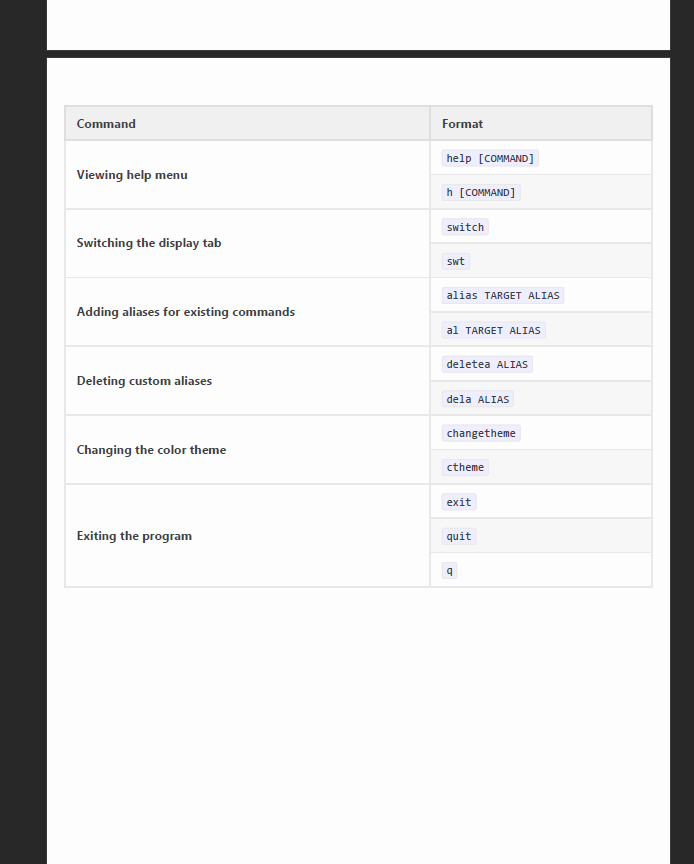 Command Format
Viewing help menu
help [COMMAND]
h [COMMAND]
Switching the display tab
switch
swt
Adding aliases for existing commands
alias TARGET ALIAS
al TARGET ALIAS
Deleting custom aliases
deletea ALIAS
dela ALIAS
Changing the color theme
changetheme
ctheme
Exiting the program
exit
quit
q